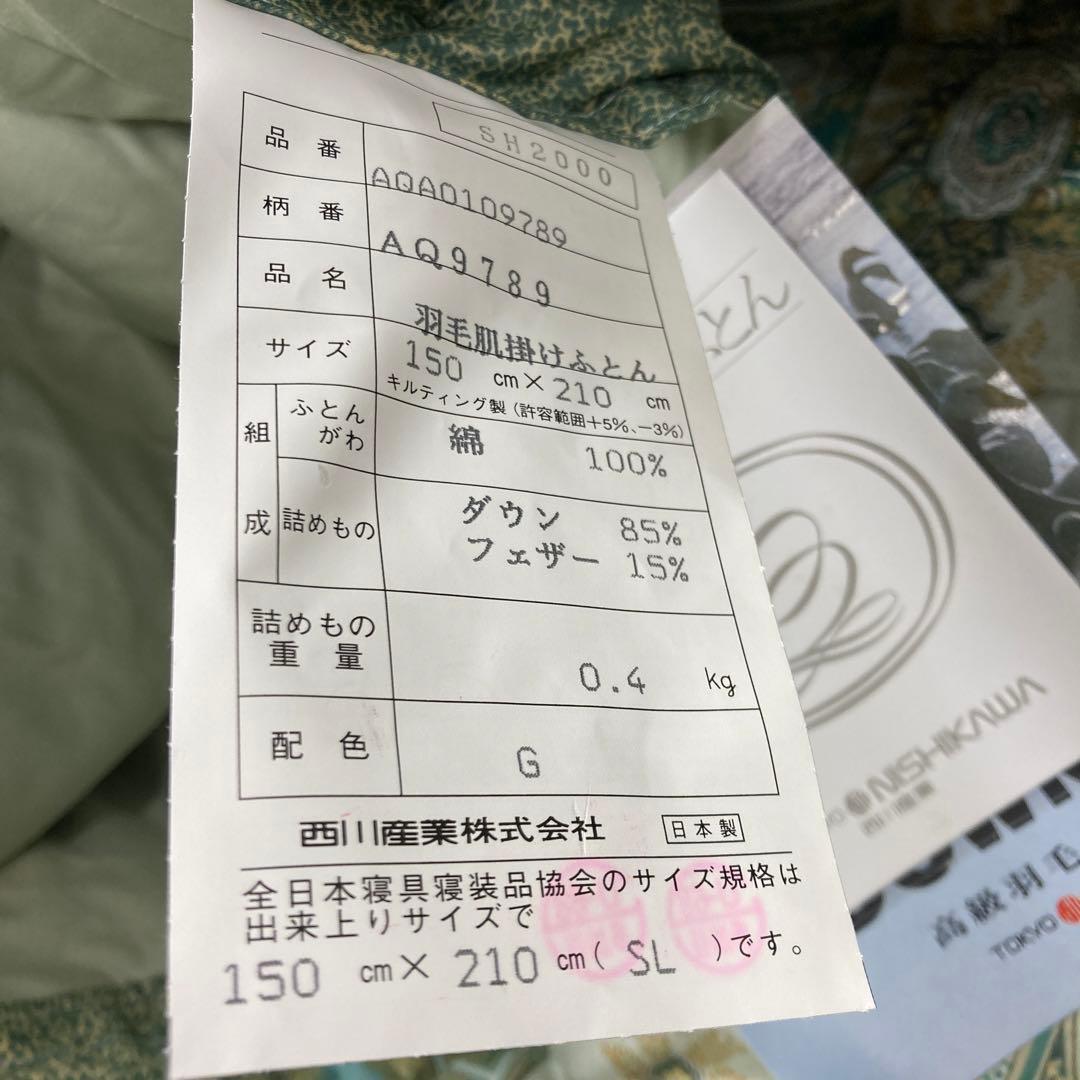 SH2000
品番 AQA0109789
柄番 AQ9789
品名 羽毛肌掛けふとん
サイズ 150 cm× 210 cm
キルティング製(許容範囲+5%、−3%)
組成
ふとんがわ 綿 100%
詰めもの ダウン 85%
フェザー 15%
詰めもの重量 0.4 kg
配色 G
西川産業株式会社 日本製
全日本寝具寝装品協会のサイズ規格は
出来上りサイズで
150 cm× 210 cm( SL )です。
とん
NISHIKAWA
西川産業
高級羽毛
TOKYO